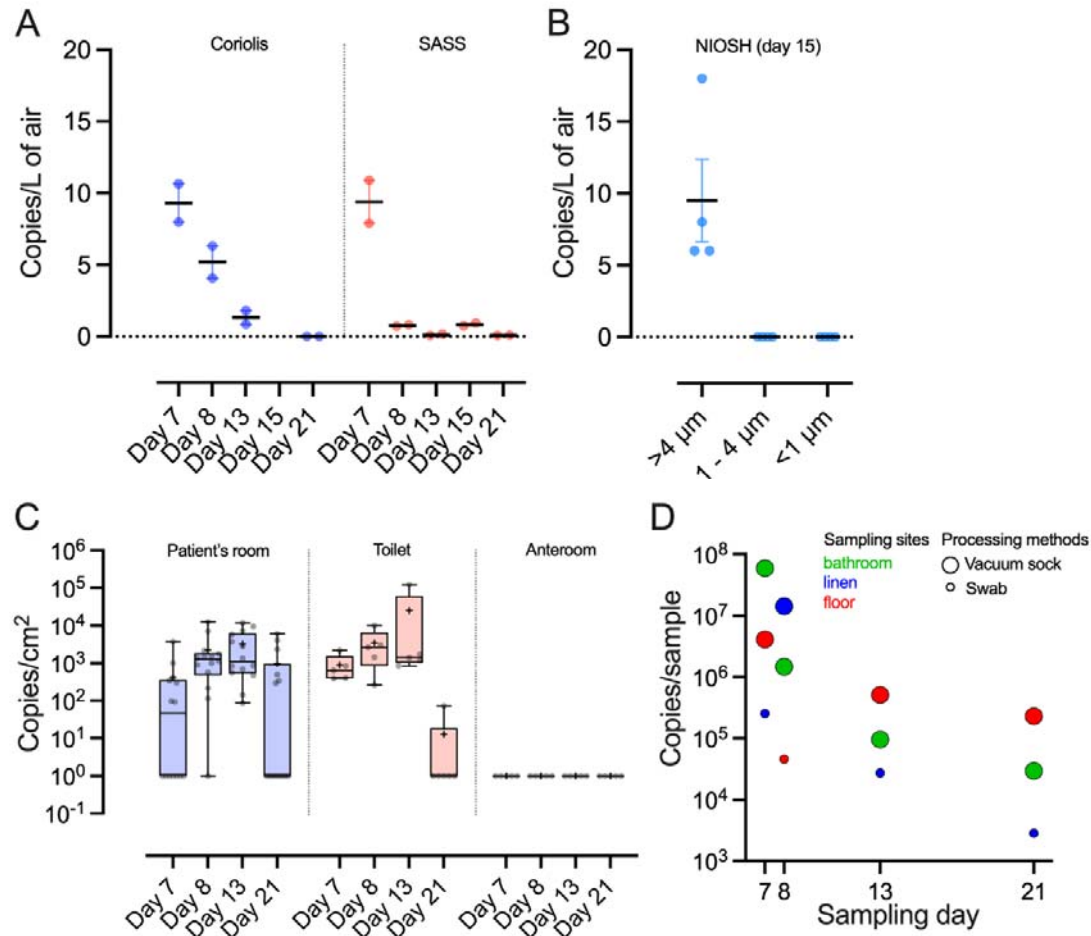 A
Coriolis
SASS
Copies/L of air
20
15
10
5
0
Day 7
Day 8
Day 13
Day 15
Day 21
Day 7
Day 8
Day 13
Day 15
Day 21
B
NIOSH (day 15)
Copies/L of air
20
15
10
5
0
>4 µm
1 - 4 µm
<1 µm
C
Patient's room
Toilet
Anteroom
Copies/cm²
10⁶
10⁵
10⁴
10³
10²
10¹
10⁰
10⁻¹
Day 7
Day 8
Day 13
Day 21
Day 7
Day 8
Day 13
Day 21
Day 7
Day 8
Day 13
Day 21
D
Sampling sites
bathroom
linen
floor
Processing methods
Vacuum sock
Swab
Copies/sample
10⁸
10⁷
10⁶
10⁵
10⁴
10³
7 8 13 21
Sampling day